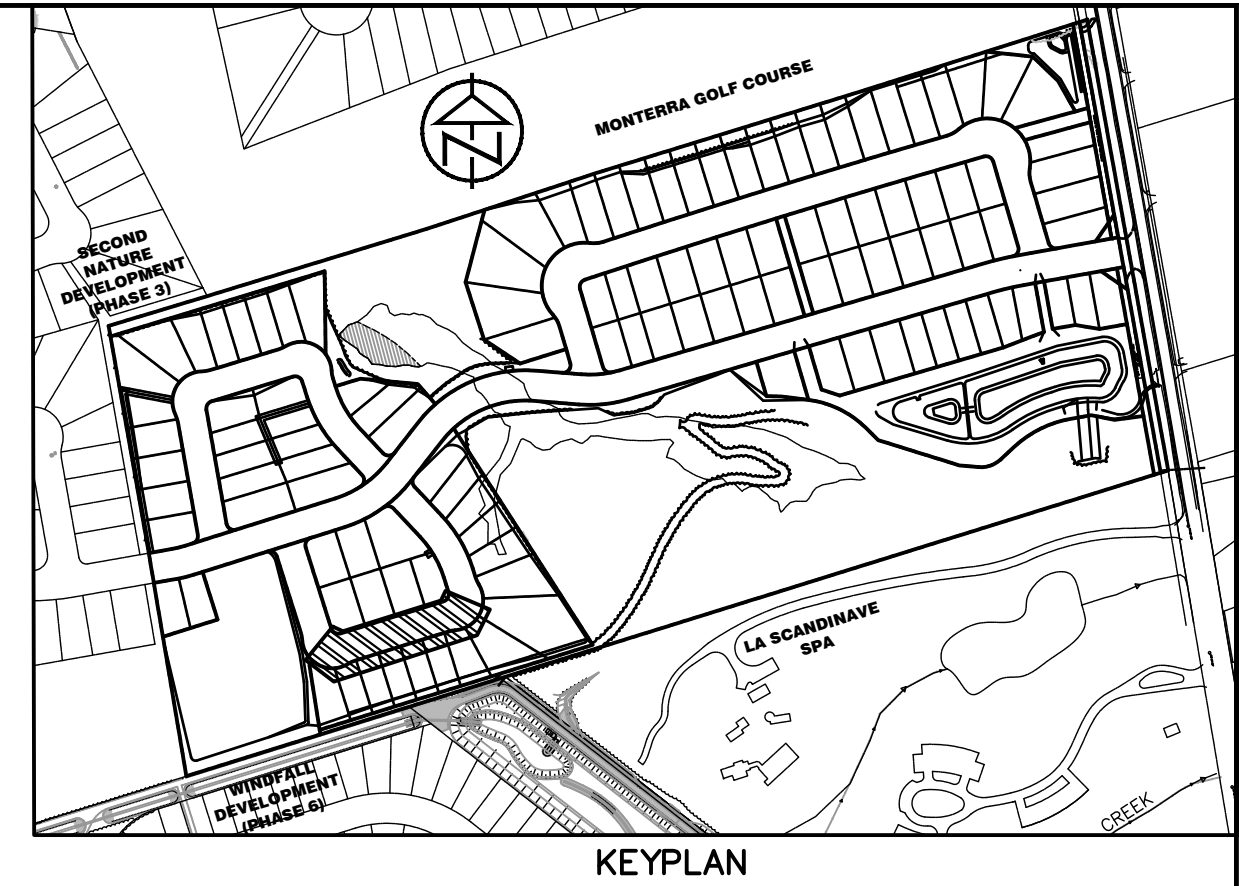 MONTERRA GOLF COURSE
N
SECOND
NATURE
DEVELOPMENT
(PHASE 3)
LA SCANDINAVE
SPA
WINDFALL
DEVELOPMENT
(PHASE 6)
CREEK
KEYPLAN